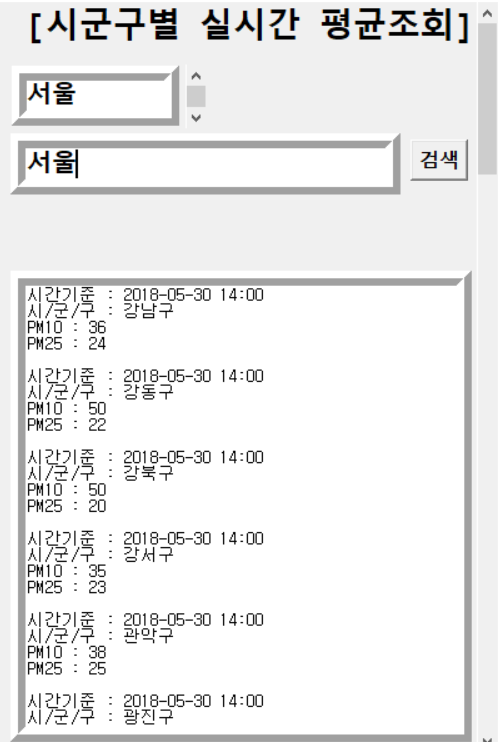 [시군구별 실시간 평균조회]
서울
서울
검색
시간기준 : 2018-05-30 14:00
시/군/구 : 강남구
PM10 : 36
PM25 : 24
시간기준 : 2018-05-30 14:00
시/군/구 : 강동구
PM10 : 50
PM25 : 22
시간기준 : 2018-05-30 14:00
시/군/구 : 강북구
PM10 : 50
PM25 : 20
시간기준 : 2018-05-30 14:00
시/군/구 : 강서구
PM10 : 35
PM25 : 23
시간기준 : 2018-05-30 14:00
시/군/구 : 관악구
PM10 : 38
PM25 : 25
시간기준 : 2018-05-30 14:00
시/군/구 : 광진구